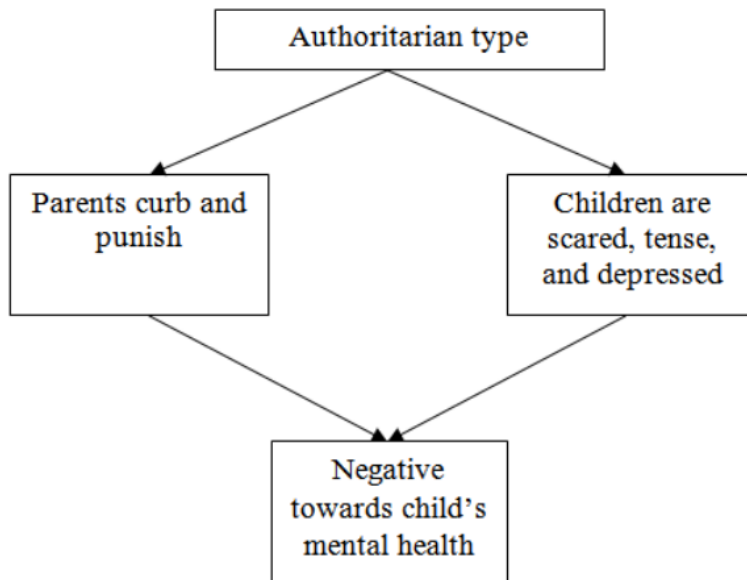 Authoritarian type
Parents curb and
punish
Children are
scared, tense,
and depressed
Negative
towards child’s
mental health